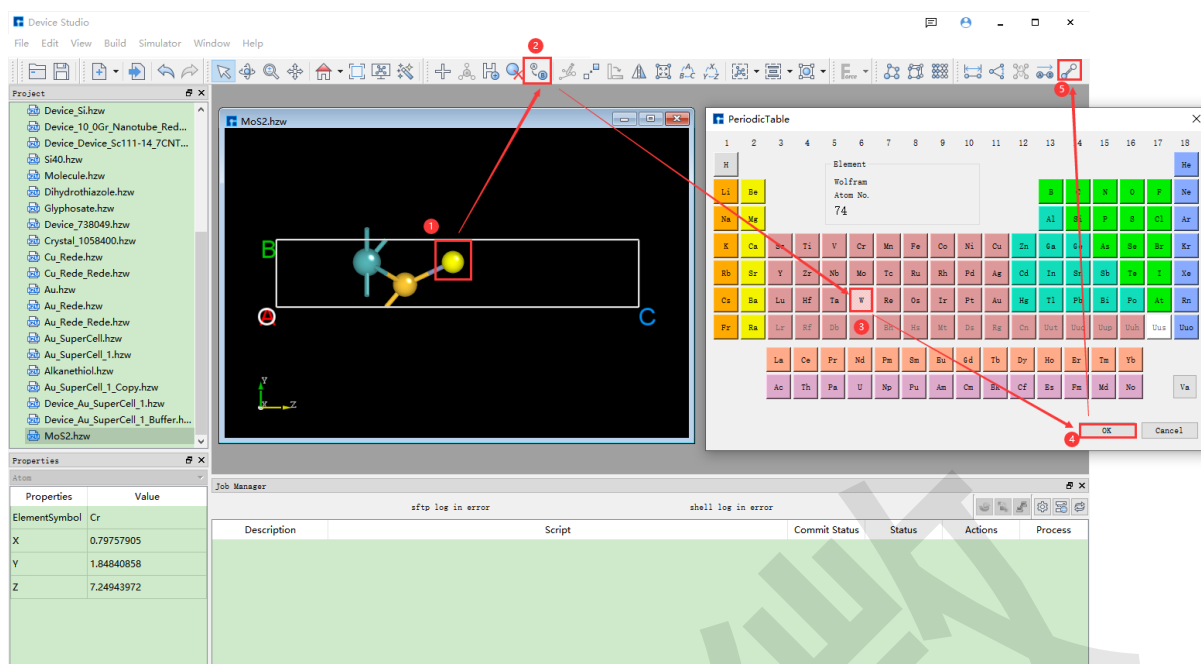 Device Studio
File Edit View Build Simulator Window Help
2
5
Project
Device_Si.hzw
Device_10_0Gr_Nanotube_Red...
Device_Device_Sc111-14_7CNT...
Si40.hzw
Molecule.hzw
Dihydrothiazole.hzw
Glyphosate.hzw
Device_738049.hzw
Crystal_1058400.hzw
Cu_Rede.hzw
Cu_Rede_Rede.hzw
Au.hzw
Au_Rede.hzw
Au_Rede_Rede.hzw
Au_SuperCell.hzw
Au_SuperCell_1.hzw
Alkanethiol.hzw
Au_SuperCell_1_Copy.hzw
Device_Au_SuperCell_1.hzw
Device_Au_SuperCell_1_Buffer.h...
MoS2.hzw
MoS2.hzw
1
B
A
C
Y
Z
PeriodicTable
1 2 3 4 5 6 7 8 9 10 11 12 13 14 15 16 17 18
Element
Wolfram
Atom No.
74
H He
Li Be B C N O F Ne
Na Mg Al Si P S Cl Ar
K Ca Sc Ti V Cr Mn Fe Co Ni Cu Zn Ga Ge As Se Br Kr
Rb Sr Y Zr Nb Mo Tc Ru Rh Pd Ag Cd In Sn Sb Te I Xe
Cs Ba Lu Hf Ta W Re Os Ir Pt Au Hg Tl Pb Bi Po At Rn
Fr Ra Lr Rf Db 3 Bh Hs Mt Ds Rg Cn Uut Uuq Uup Uuh Uus Uuo
La Ce Pr Nd Pm Sm Eu Gd Tb Dy Ho Er Tm Yb
Ac Th Pa U Np Pu Am Cm Bk Cf Es Fm Md No Va
4
OK Cancel
Properties
Atom
Properties Value
ElementSymbol Cr
X 0.79757905
Y 1.84840858
Z 7.24943972
Job Manager
sftp log in error shell log in error
Description Script Commit Status Status Actions Process